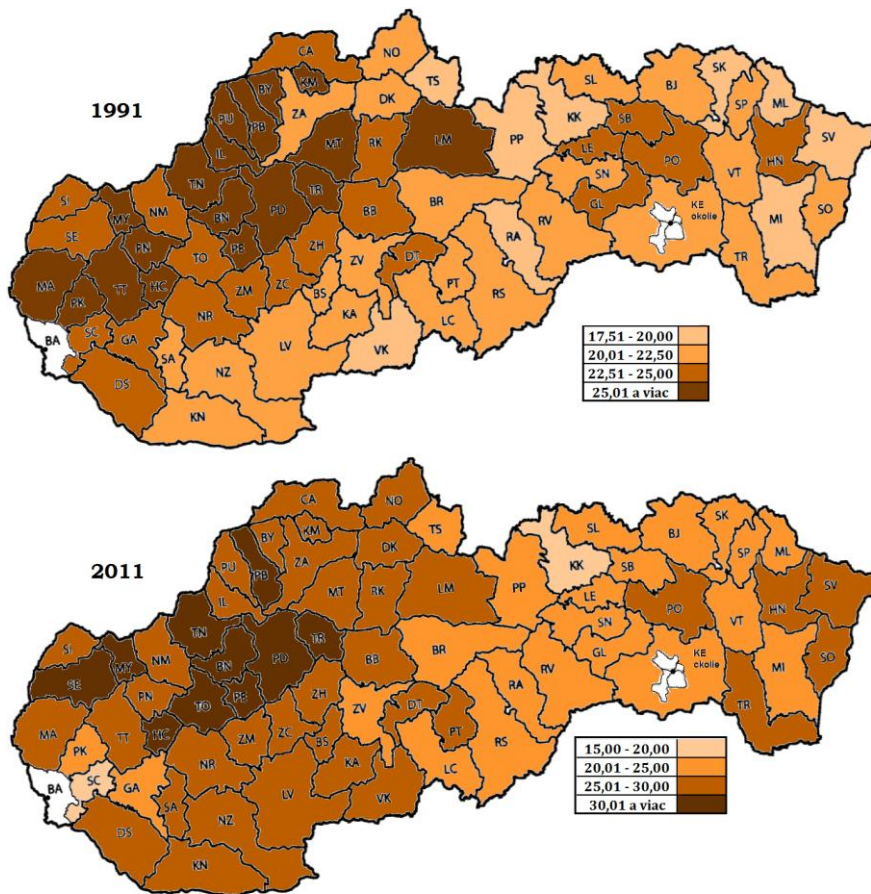 1991
CA
NO
KM
TS
BY
PU
PB
ZA
DK
IL
MT
RK
LM
PP
KK
SL
BJ
SK
SP
ML
SB
SV
LE
PO
HN
VT
SN
GL
KE
okolie
MI
SO
TR
TN
TR
BN
PD
BB
BR
RV
RA
SI
MY
NM
SE
PN
TO
PE
ZH
ZV
DT
PT
RS
MA
PK
TT
HC
ZM
ZC
BS
KA
LC
BA
SC
GA
NR
SA
NZ
LV
VK
DS
KN
17,51 - 20,00
20,01 - 22,50
22,51 - 25,00
25,01 a viac
2011
CA
NO
KM
TS
BY
PU
PB
ZA
DK
IL
MT
RK
LM
PP
KK
SL
BJ
SK
SP
ML
SB
SV
LE
PO
HN
VT
SN
GL
KE
ckolie
MI
SO
TR
TN
TR
BN
PD
BB
BR
RV
RA
SI
MY
NM
SE
PN
TO
PE
ZH
ZV
DT
PT
RS
MA
PK
TT
HC
ZM
ZC
BS
KA
LC
BA
SC
GA
NR
SA
NZ
LV
VK
DS
KN
15,00 - 20,00
20,01 - 25,00
25,01 - 30,00
30,01 a viac